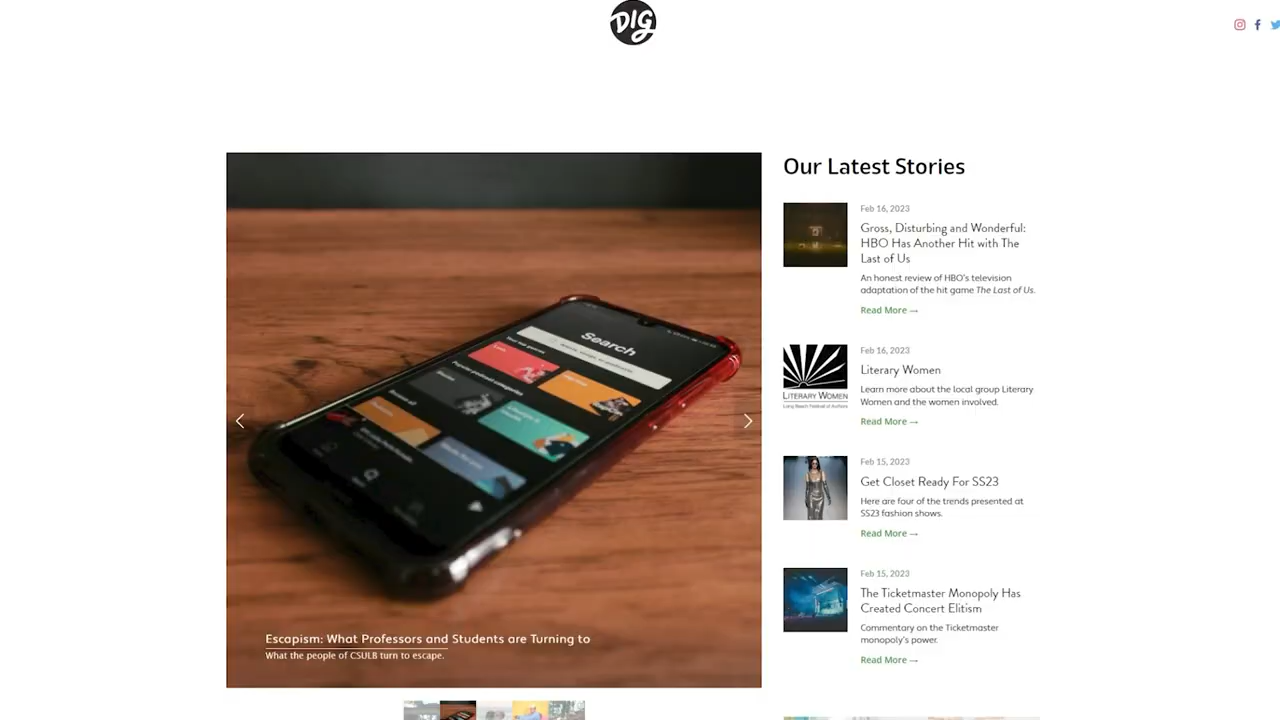 DIG
Our Latest Stories
Feb 16, 2023
Gross, Disturbing and Wonderful:
HBO Has Another Hit with The
Last of Us
An honest review of HBO's television
adaptation of the hit game The Last of Us.
Read More →
Feb 16, 2023
LITERARY WOMEN
Long Beach Festival of Authors
Literary Women
Learn more about the local group Literary
Women and the women involved.
Read More →
Feb 15, 2023
Get Closet Ready For SS23
Here are four of the trends presented at
SS23 fashion shows.
Read More →
Feb 15, 2023
The Ticketmaster Monopoly Has
Created Concert Elitism
Commentary on the Ticketmaster
monopoly's power.
Read More →
Search
Escapism: What Professors and Students are Turning to
What the people of CSULB turn to escape.